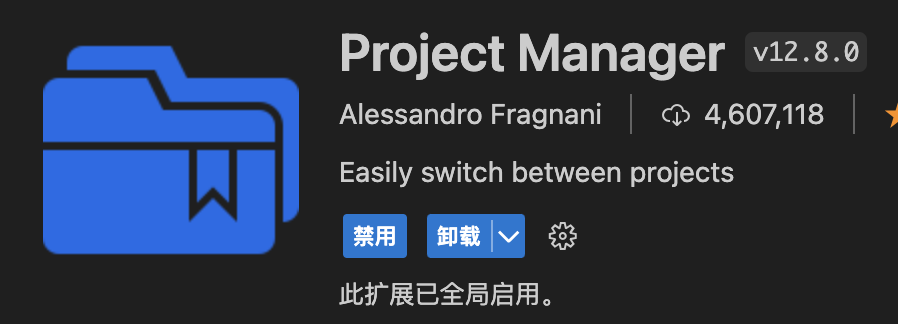 Project Manager v12.8.0
Alessandro Fragnani 4,607,118
Easily switch between projects
禁用 卸载
此扩展已全局启用。